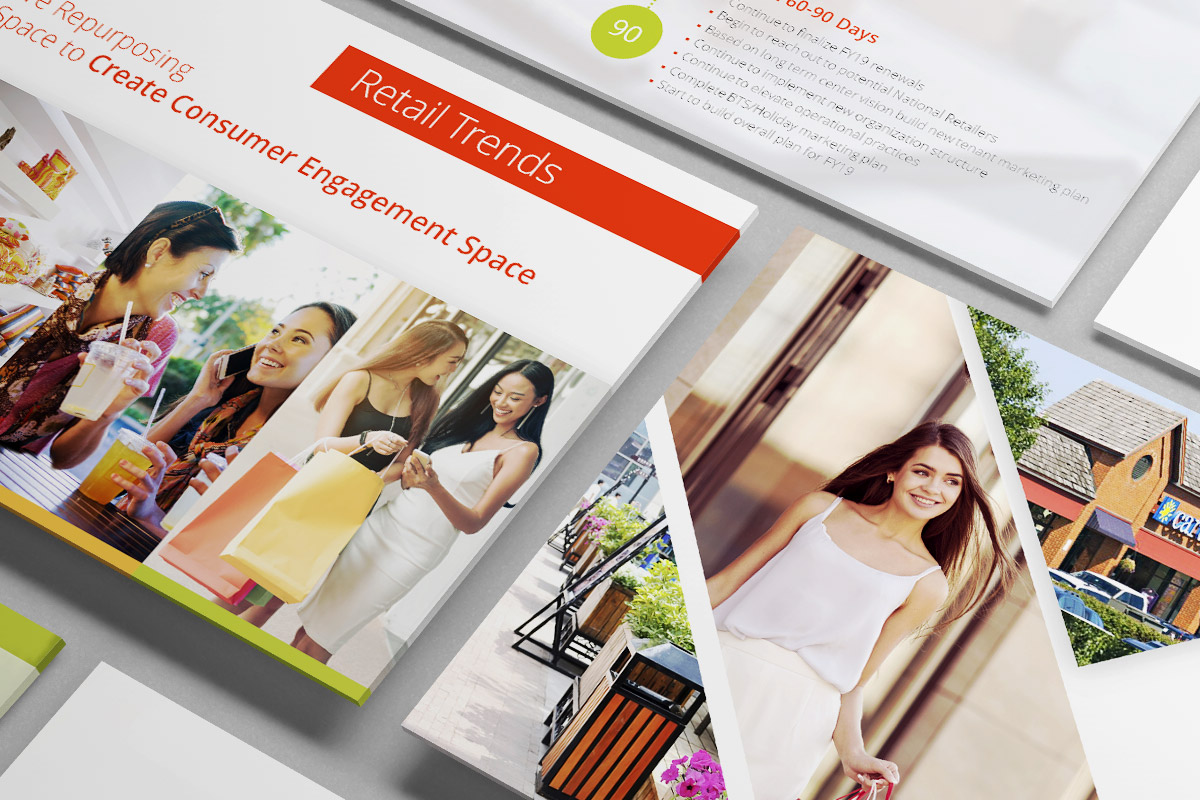 Repurposing
Space to Create Consumer Engagement Space
Retail Trends
90
60-90 Days
Continue to finalize FY19 renewals
Begin to reach out to potential National Retailers
Based on long term center vision build new tenant marketing plan
Continue to implement new organization structure
Continue to elevate operational practices
Complete BTS/Holiday marketing plan
Start to build overall plan for FY19